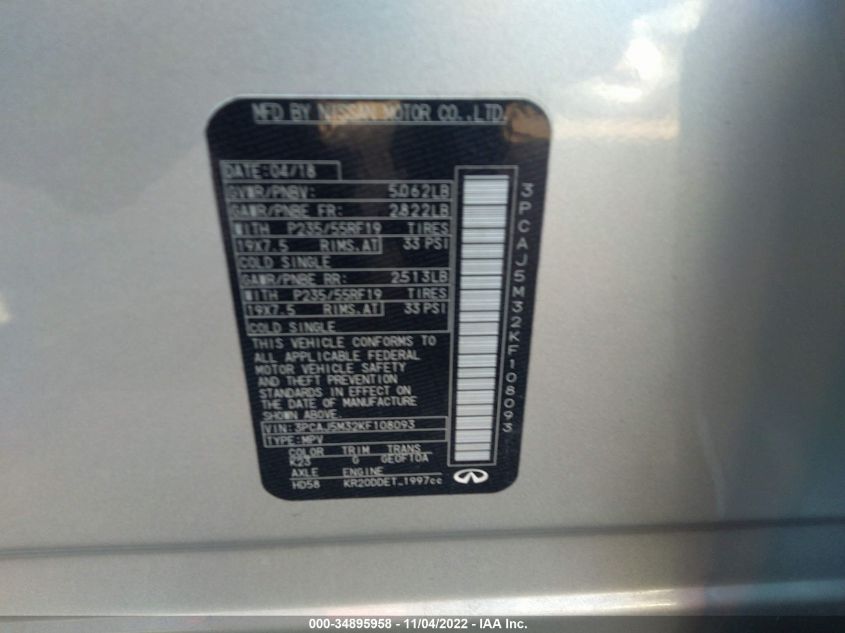 MFD BY NISSAN MOTOR CO.,LTD.
DATE:04/18
GVWR/PNBV: 5062LB
GAWR/PNBE FR: 2822LB
WITH P235/55RF19 TIRES
19X7.5 RIMS.AT 33 PSI
COLD SINGLE
GAWR/PNBE RR: 2513LB
WITH P235/55RF19 TIRES
19X7.5 RIMS.AT 33 PSI
COLD SINGLE
THIS VEHICLE CONFORMS TO
ALL APPLICABLE FEDERAL
MOTOR VEHICLE SAFETY
AND THEFT PREVENTION
STANDARDS IN EFFECT ON
THE DATE OF MANUFACTURE
SHOWN ABOVE.
VIN:3PCAJ5M32KF108093
TYPE:MPV
COLOR TRIM TRANS
K23 G GE0F10A
AXLE ENGINE
HD58 KR20DDET_1997cc
3PCAJ5M32KF108093
000-34895958 - 11/04/2022 - IAA Inc.